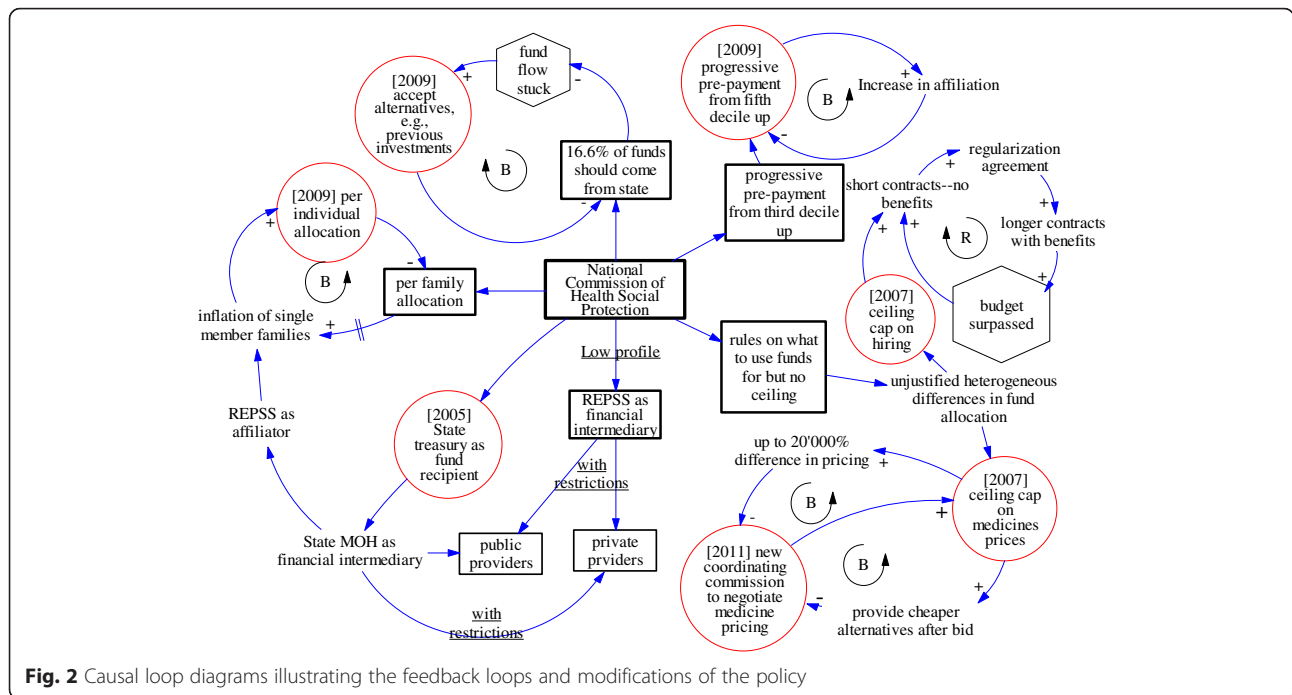 [2009]
accept
alternatives,
e.g.,
previous
investments
+
fund
flow
stuck
-
B
16.6% of funds
should come
from state
-
[2009]
progressive
pre-payment
from fifth
decile up
B
+
Increase in affiliation
-
progressive
pre-payment
from third decile
up
regularization
agreement
+
short contracts--no
benefits
+
+
R
+
longer contracts
with benefits
+
[2007]
ceiling
cap on
hiring
budget
surpassed
[2009] per
individual
allocation
+
-
B
per family
allocation
+
inflation of single
member families
National
Commission of
Health Social
Protection
Low profile
rules on what
to use funds
for but no
ceiling
unjustified heterogeneous
differences in fund
allocation
REPSS as
affiliator
[2005]
State
treasury as
fund
recipient
REPSS as
financial
intermediary
with
restrictions
State MOH as
financial intermediary
public
providers
private
prviders
with
restrictions
up to 20'000%
difference in pricing
+
B
-
[2007]
ceiling cap
on
medicines
prices
+
[2011] new
coordinating
commission
to negotiate
medicine
pricing
B
+
-
provide cheaper
alternatives after bid
Fig. 2 Causal loop diagrams illustrating the feedback loops and modifications of the policy